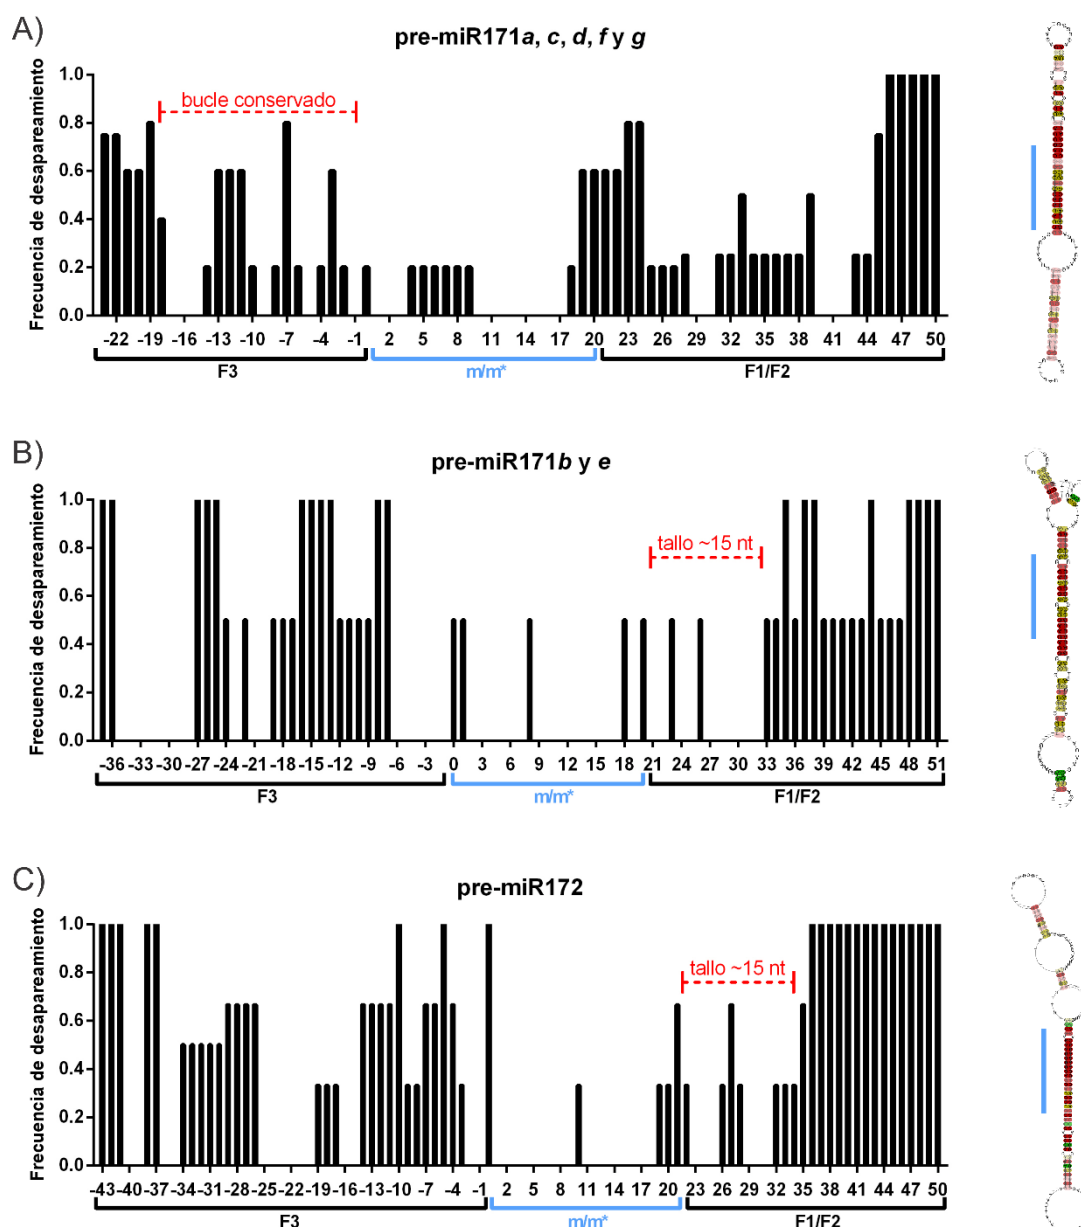 A)
pre-miR171a, c, d, f y g
Frecuencia de desapareamiento
1.0
0.8
0.6
0.4
0.2
0.0
bucle conservado
-22 -19 -16 -13 -10 -7 -4 -1 2 5 8 11 14 17 20 23 26 29 32 35 38 41 44 47 50
F3 m/m* F1/F2
B)
pre-miR171b y e
Frecuencia de desapareamiento
1.0
0.8
0.6
0.4
0.2
0.0
tallo ~15 nt
-36 -33 -30 -27 -24 -21 -18 -15 -12 -9 -6 -3 0 3 6 9 12 15 18 21 24 27 30 33 36 39 42 45 48 51
F3 m/m* F1/F2
C)
pre-miR172
Frecuencia de desapareamiento
1.0
0.8
0.6
0.4
0.2
0.0
tallo ~15 nt
-43 -40 -37 -34 -31 -28 -25 -22 -19 -16 -13 -10 -7 -4 -1 2 5 8 11 14 17 20 23 26 29 32 35 38 41 44 47 50
F3 m/m* F1/F2